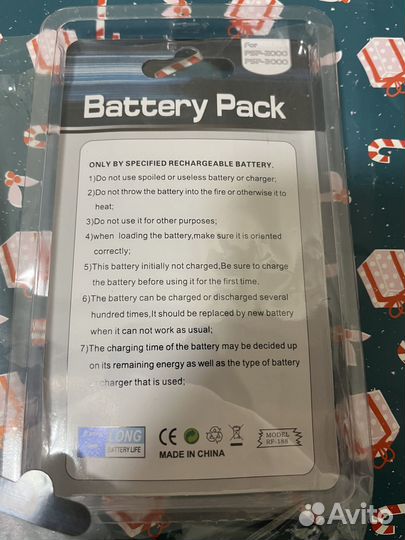 For
PSP-2000
PSP-3000
Battery Pack
ONLY BY SPECIFIED RECHARGEABLE BATTERY.
1)Do not use spoiled or useless battery or charger;
2)Do not throw the battery into the fire or otherwise it to
heat;
3)Do not use it for other purposes;
4)when loading the battery,make sure it is oriented
correctly;
5)This battery initially not charged,Be sure to charge
the battery before using it for the first time.
6)The battery can be charged or discharged several
hundred times,It should be replaced by new battery
when it can not work as usual;
7)The charging time of the battery may be decided up
on its remaining energy as well as the type of battery
charger that is used;
LONG
BATTERY LIFE
CE
MADE IN CHINA
MODEL
RF-188
Avito